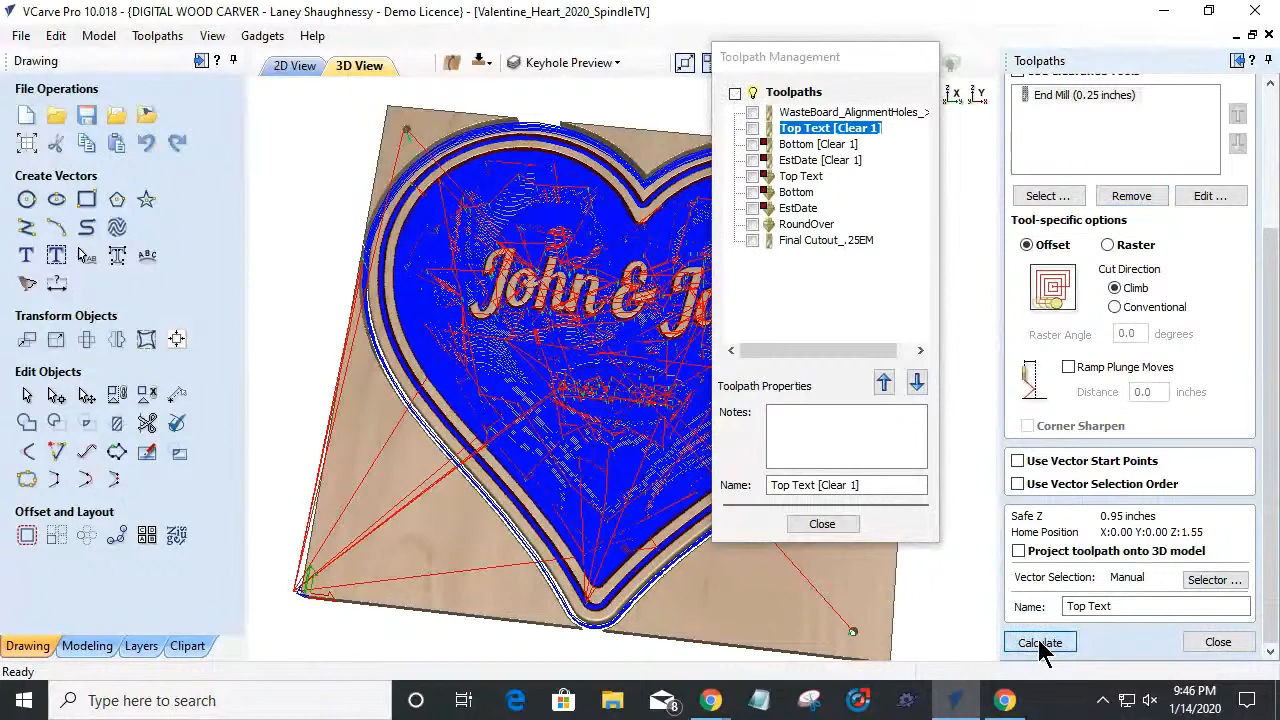 VCarve Pro 10.018 - {DIGITAL WOOD CARVER - Laney Shaughnessy - Demo Licence} - [Valentine_Heart_2020_SpindleTV]
File Edit Model Toolpaths View Gadgets Help
Drawing
File Operations
Create Vectors
Transform Objects
Edit Objects
Offset and Layout
Drawing Modeling Layers Clipart
Ready
2D View 3D View
Keyhole Preview
X Y
John &
Toolpath Management
Toolpaths
WasteBoard_AlignmentHoles_>
Top Text [Clear 1]
Bottom [Clear 1]
EstDate [Clear 1]
Top Text
Bottom
EstDate
RoundOver
Final Cutout_.25EM
Toolpath Properties
Notes:
Name: Top Text [Clear 1]
Close
Toolpaths
End Mill (0.25 inches)
Select ... Remove Edit ...
Tool-specific options
Offset Raster
Cut Direction
Climb
Conventional
Raster Angle 0.0 degrees
Ramp Plunge Moves
Distance 0.0 inches
Corner Sharpen
Use Vector Start Points
Use Vector Selection Order
Safe Z 0.95 inches
Home Position X:0.00 Y:0.00 Z:1.55
Project toolpath onto 3D model
Vector Selection: Manual Selector ...
Name: Top Text
Calculate Close
Type here to search
8
9:46 PM
1/14/2020